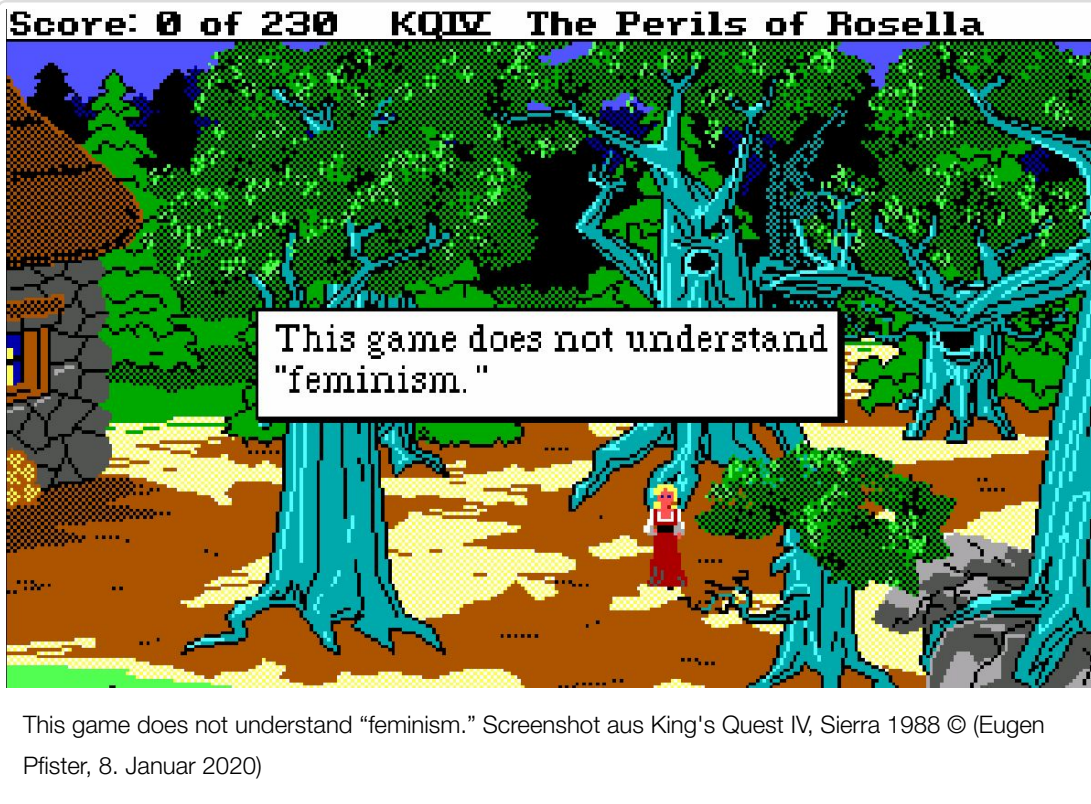 Score: 0 of 230 KQIV The Perils of Rosella
This game does not understand
"feminism."
This game does not understand “feminism.” Screenshot aus King's Quest IV, Sierra 1988 © (Eugen
Pfister, 8. Januar 2020)